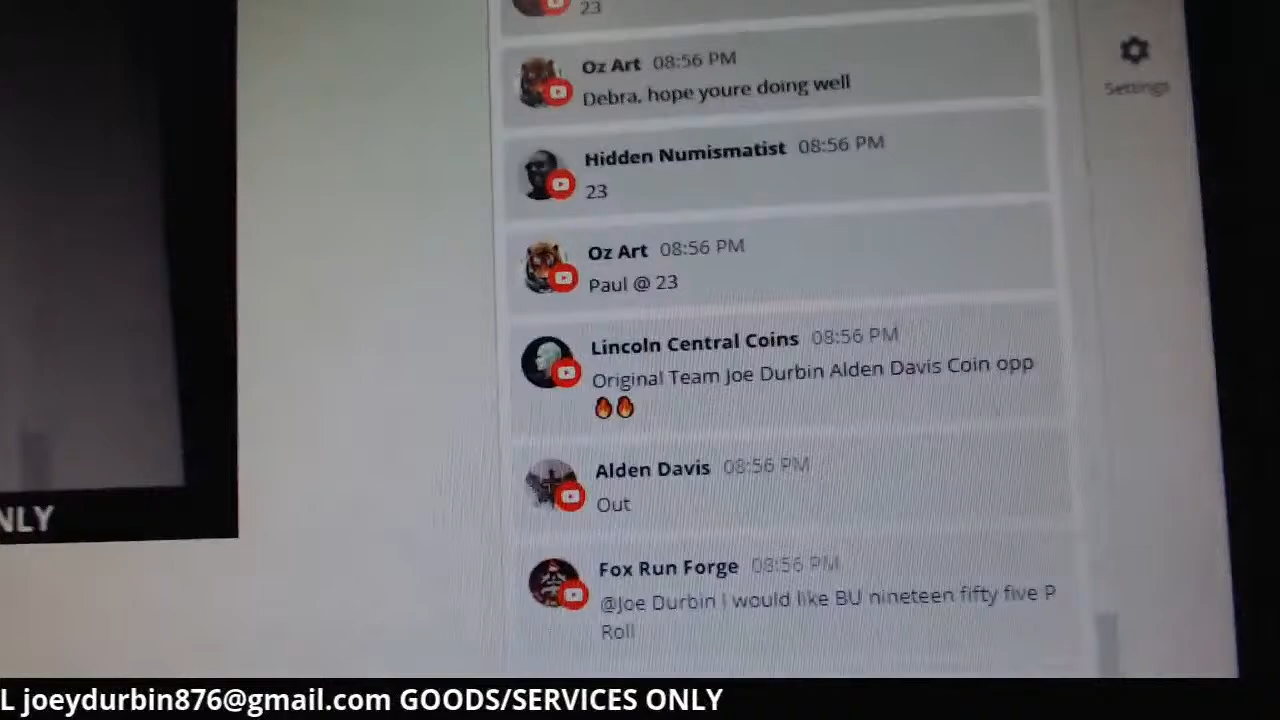 23
Oz Art 08:56 PM
Debra, hope youre doing well
Settings
Hidden Numismatist 08:56 PM
23
Oz Art 08:56 PM
Paul @ 23
Lincoln Central Coins 08:56 PM
Original Team Joe Durbin Alden Davis Coin opp
🔥🔥
Alden Davis 08:56 PM
Out
Fox Run Forge 08:56 PM
@Joe Durbin I would like BU nineteen fifty five P
Roll
NLY
L joeydurbin876@gmail.com GOODS/SERVICES ONLY